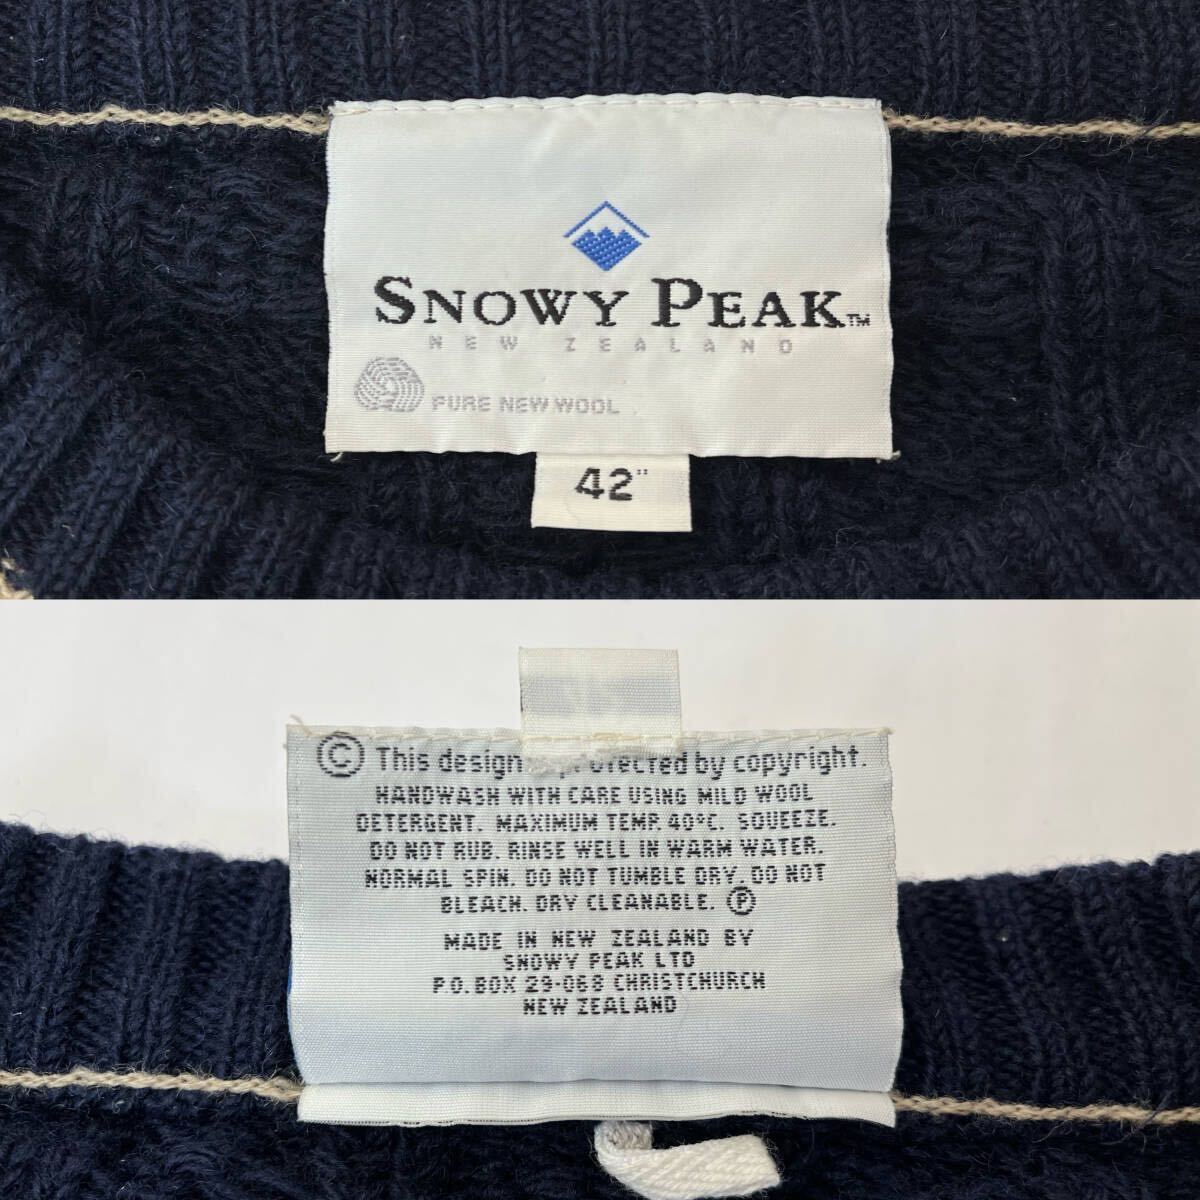 SNOWY PEAK™
NEW ZEALAND
PURE NEW WOOL
42"
© This design protected by copyright.
HANDWASH WITH CARE USING MILD WOOL
DETERGENT. MAXIMUM TEMP. 40°C. SQUEEZE.
DO NOT RUB. RINSE WELL IN WARM WATER.
NORMAL SPIN. DO NOT TUMBLE DRY. DO NOT
BLEACH. DRY CLEANABLE. Ⓟ
MADE IN NEW ZEALAND BY
SNOWY PEAK LTD
P.O. BOX 29-068 CHRISTCHURCH
NEW ZEALAND